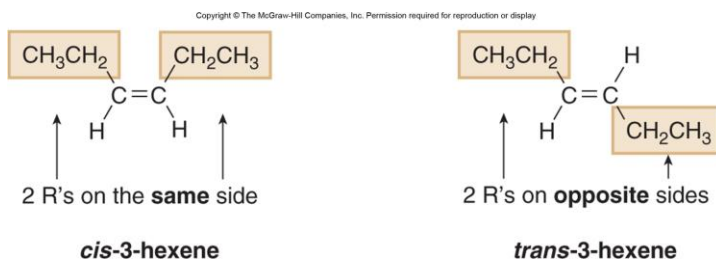 Copyright © The McGraw-Hill Companies, Inc. Permission required for reproduction or display
CH₃CH₂ CH₂CH₃
C=C
H H
2 R's on the same side
cis-3-hexene
CH₃CH₂ H
C=C
H CH₂CH₃
2 R's on opposite sides
trans-3-hexene